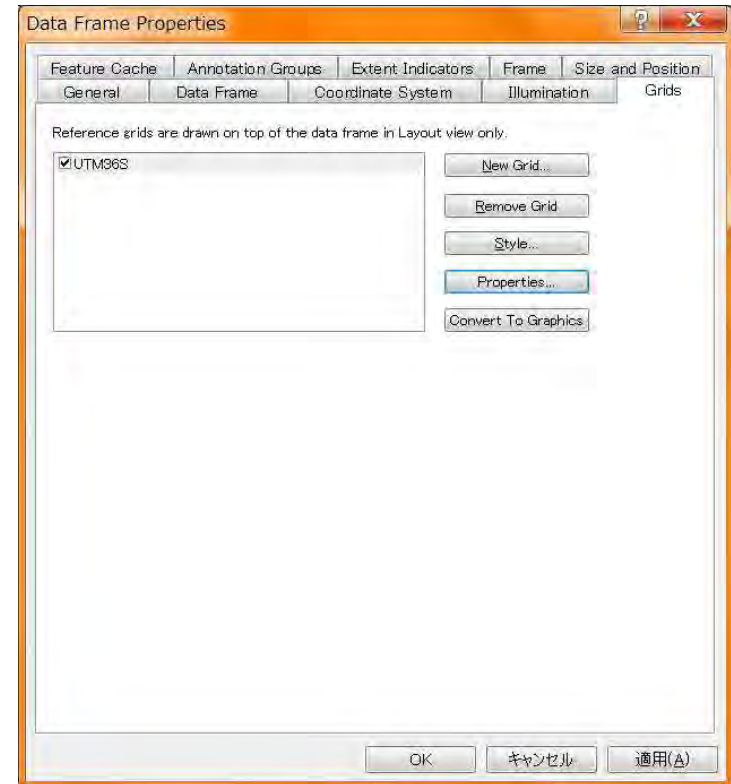 Data Frame Properties
Feature Cache Annotation Groups Extent Indicators Frame Size and Position
General Data Frame Coordinate System Illumination Grids
Reference grids are drawn on top of the data frame in Layout view only.
UTM36S
New Grid...
Remove Grid
Style...
Properties...
Convert To Graphics
OK キャンセル 適用(A)